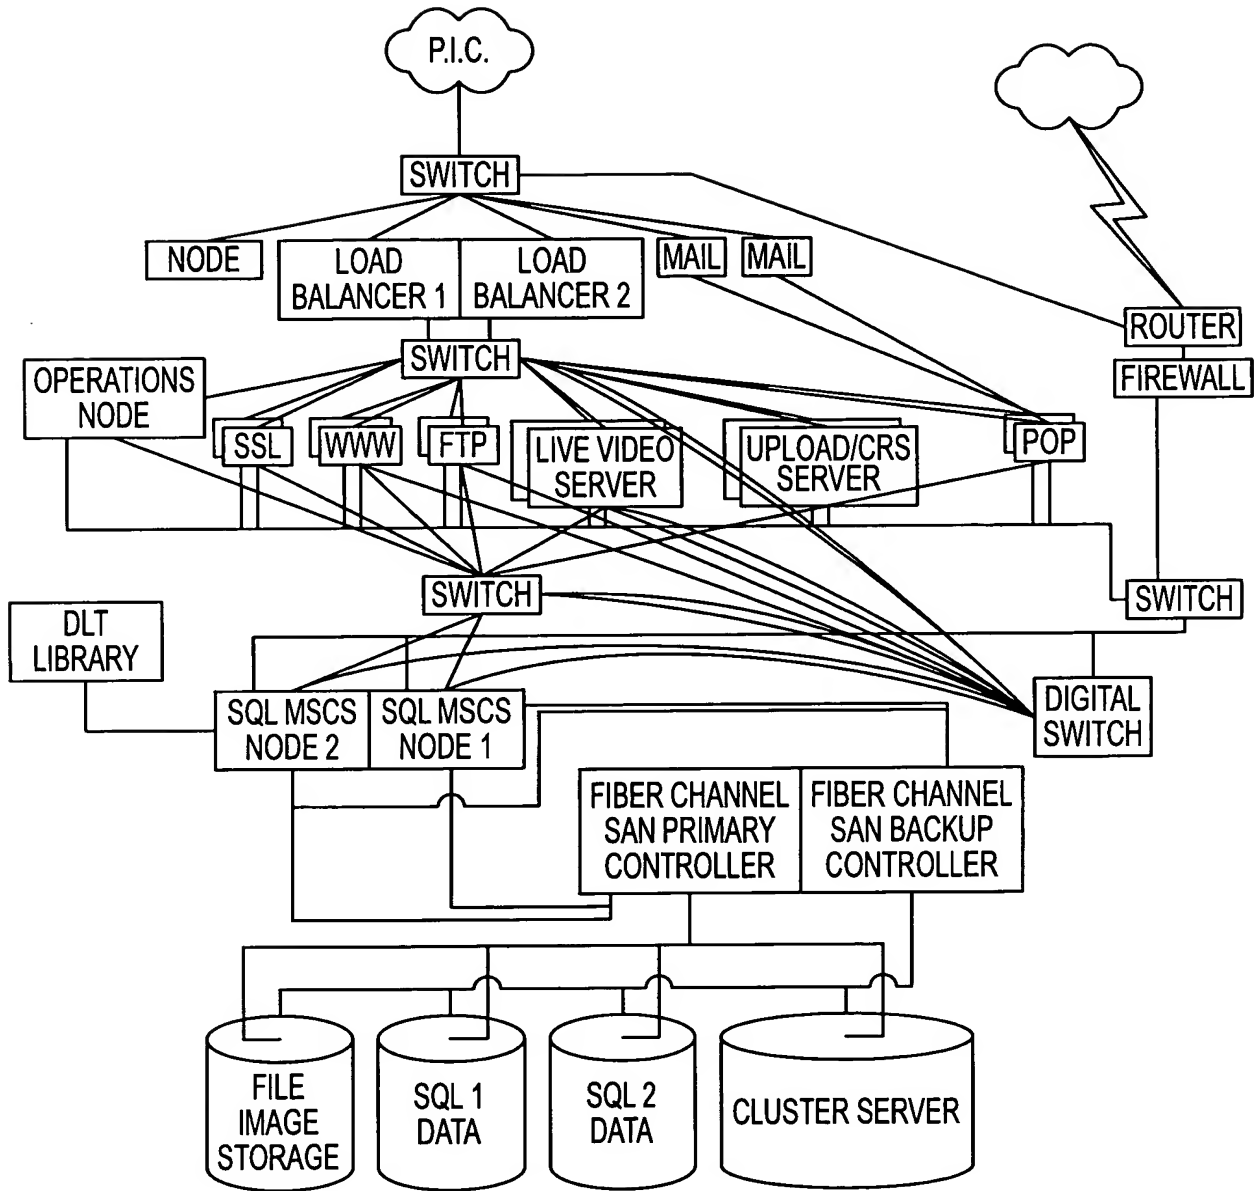 P.I.C.
SWITCH
NODE
LOAD
BALANCER 1
LOAD
BALANCER 2
MAIL
MAIL
ROUTER
FIREWALL
SWITCH
OPERATIONS
NODE
SSL
WWW
FTP
LIVE VIDEO
SERVER
UPLOAD/CRS
SERVER
POP
SWITCH
SWITCH
DLT
LIBRARY
SQL MSCS
NODE 2
SQL MSCS
NODE 1
DIGITAL
SWITCH
FIBER CHANNEL
SAN PRIMARY
CONTROLLER
FIBER CHANNEL
SAN BACKUP
CONTROLLER
FILE
IMAGE
STORAGE
SQL 1
DATA
SQL 2
DATA
CLUSTER SERVER